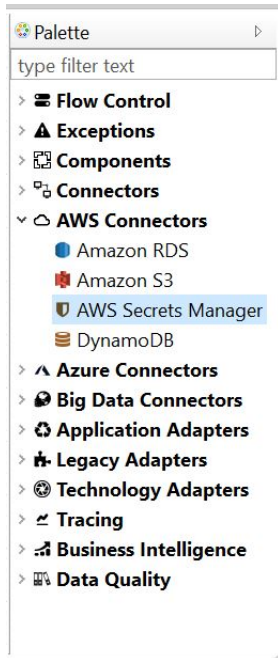 Palette
type filter text
Flow Control
Exceptions
Components
Connectors
AWS Connectors
Amazon RDS
Amazon S3
AWS Secrets Manager
DynamoDB
Azure Connectors
Big Data Connectors
Application Adapters
Legacy Adapters
Technology Adapters
Tracing
Business Intelligence
Data Quality